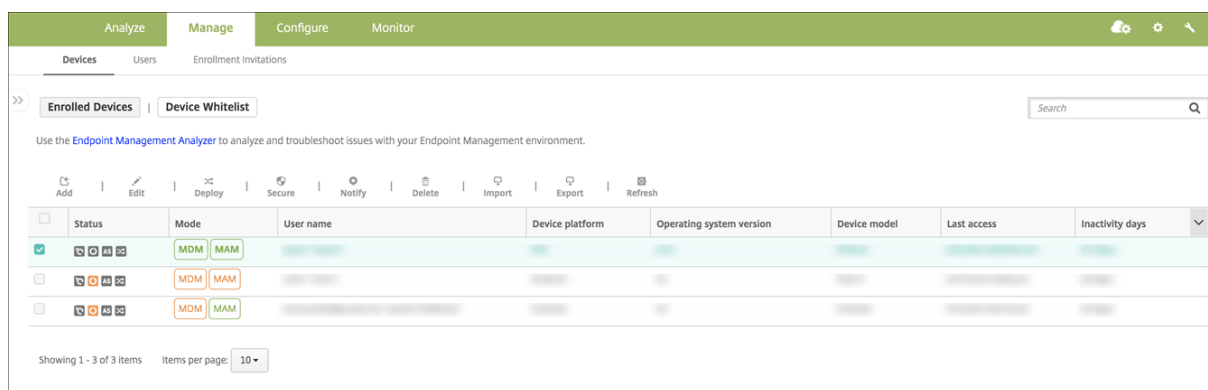 Analyze Manage Configure Monitor
Devices Users Enrollment Invitations
Enrolled Devices | Device Whitelist Search
Use the Endpoint Management Analyzer to analyze and troubleshoot issues with your Endpoint Management environment.
Add | Edit | Deploy | Secure | Notify | Delete | Import | Export | Refresh
Status Mode User name Device platform Operating system version Device model Last access Inactivity days
AS MDM MAM
AS MDM MAM
AS MDM MAM
Showing 1 - 3 of 3 items Items per page: 10